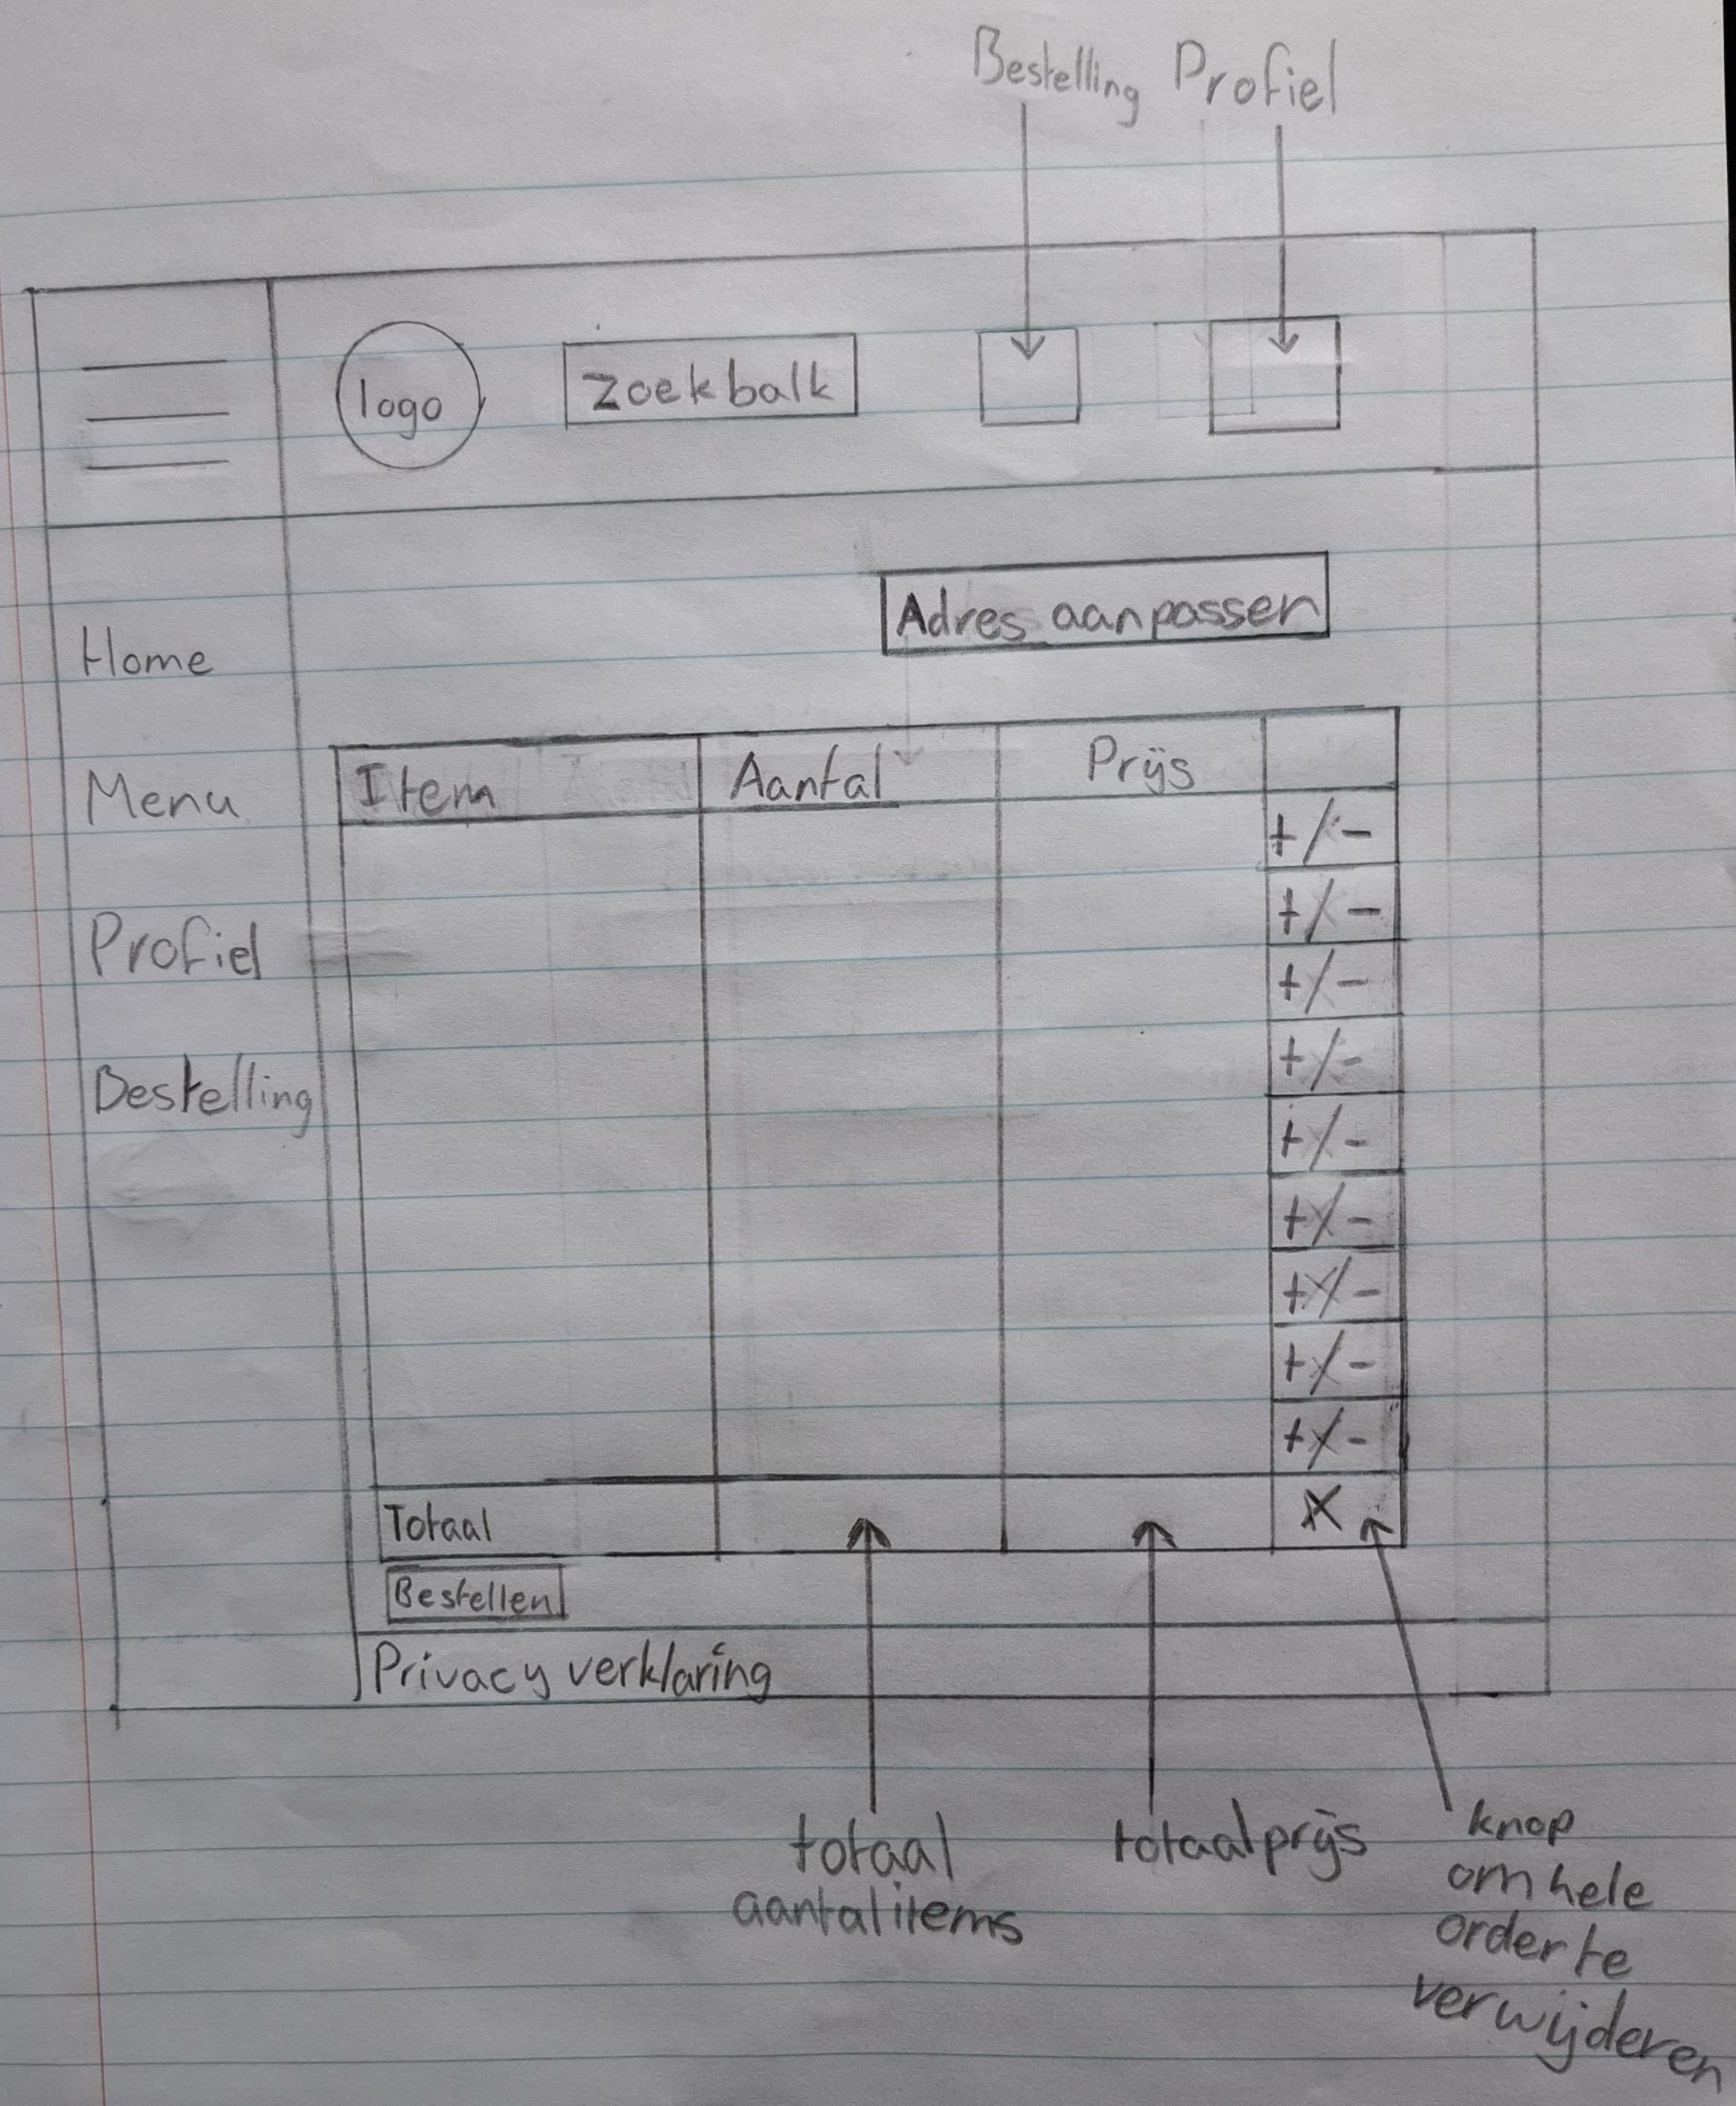 Bestelling Profiel
logo
Zoekbalk
Adres aanpassen
Home
Menu
Profiel
Bestelling
Item Aantal Prijs
+/-
+/-
+/-
+/-
+/-
+/-
+/-
+/-
+/-
Totaal X
Bestellen
Privacy verklaring
totaal
aantal items
totaalprijs
knop
om hele
order te
verwijderen